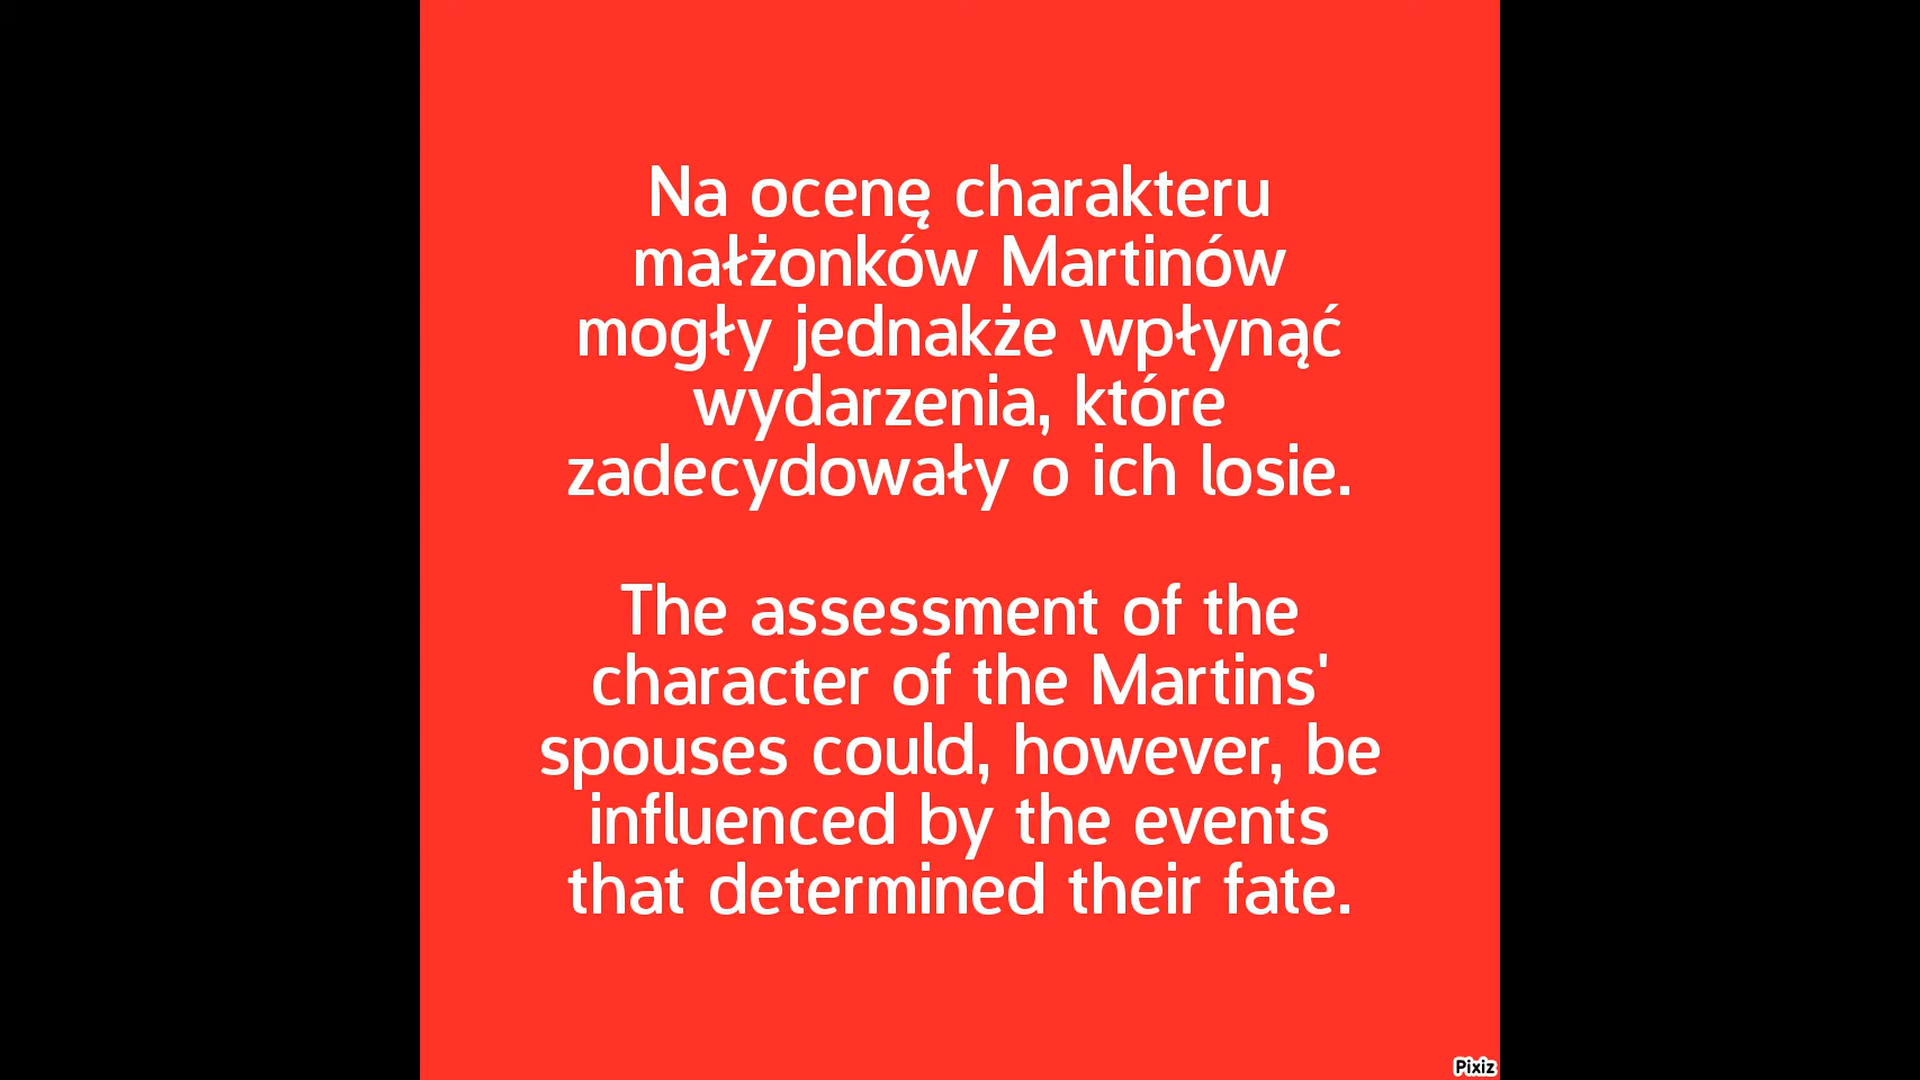 Na ocenę charakteru
małżonków Martinów
mogły jednakże wpłynąć
wydarzenia, które
zadecydowały o ich losie.
The assessment of the
character of the Martins'
spouses could, however, be
influenced by the events
that determined their fate.
Pixiz